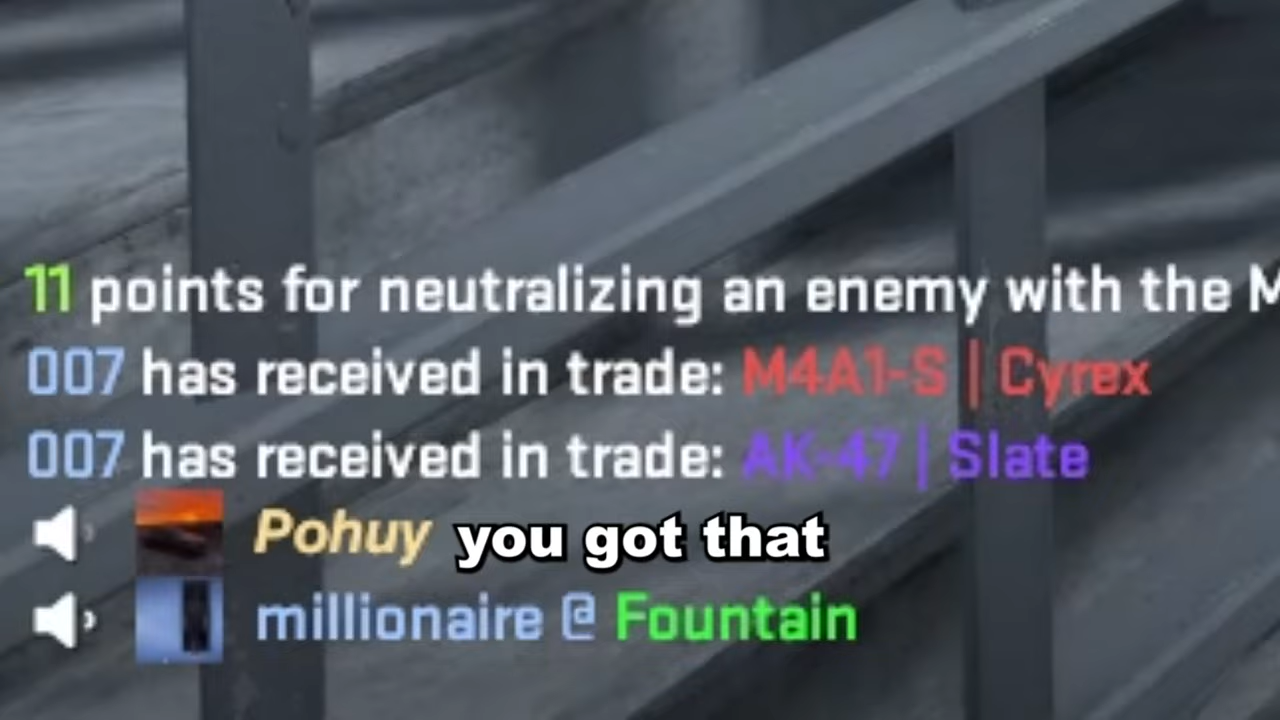 11 points for neutralizing an enemy with the M
007 has received in trade: M4A1-S | Cyrex
007 has received in trade: AK-47 | Slate
Pohuy you got that
millionaire @ Fountain